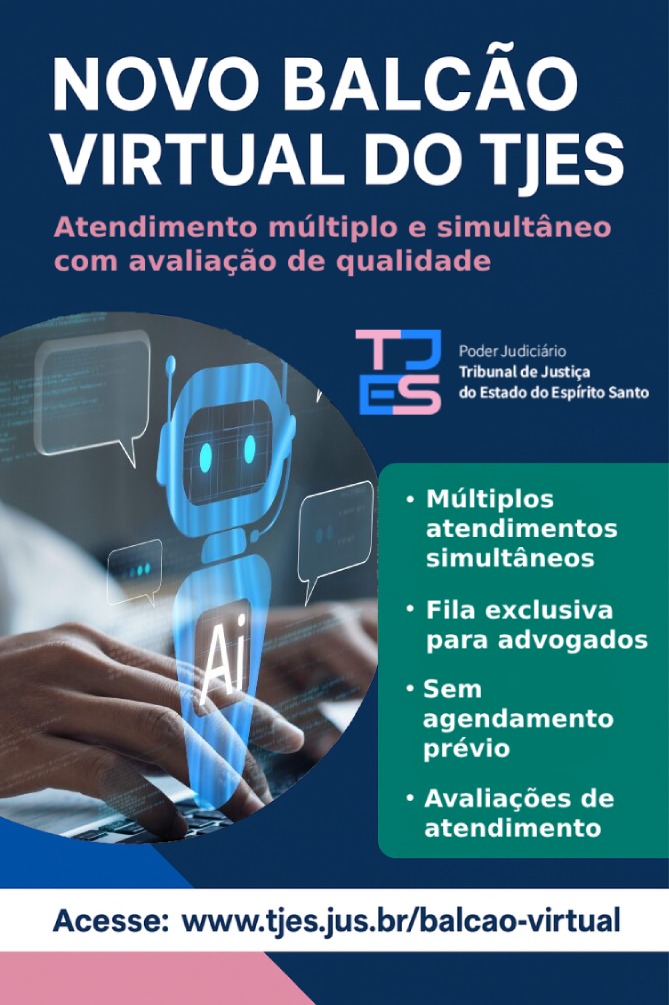 NOVO BALCÃO
VIRTUAL DO TJES
Atendimento múltiplo e simultâneo
com avaliação de qualidade
TJ
ES
Poder Judiciário
Tribunal de Justiça
do Estado do Espírito Santo
Ai
• Múltiplos
atendimentos
simultâneos
• Fila exclusiva
para advogados
• Sem
agendamento
prévio
• Avaliações de
atendimento
Acesse: www.tjes.jus.br/balcao-virtual